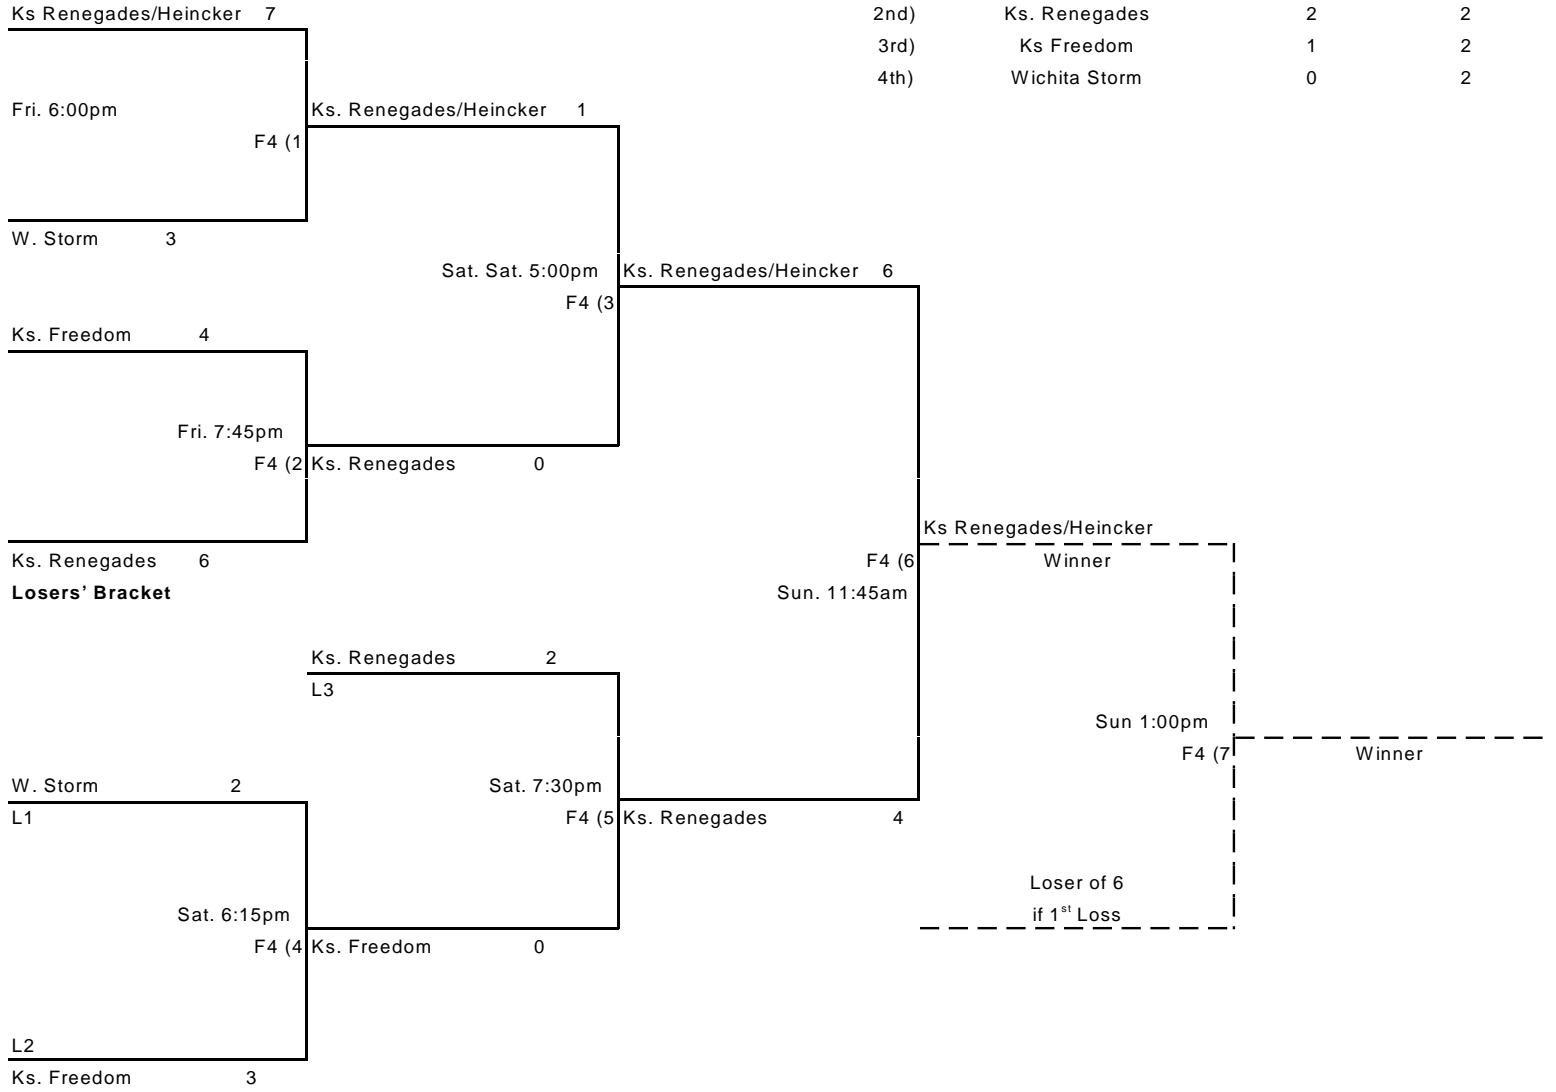 Ks Renegades/Heincker 7
2nd) Ks. Renegades 2 2
3rd) Ks Freedom 1 2
4th) Wichita Storm 0 2
Fri. 6:00pm
Ks. Renegades/Heincker 1
F4 (1
W. Storm 3
Sat. Sat. 5:00pm
Ks. Renegades/Heincker 6
F4 (3
Ks. Freedom 4
Fri. 7:45pm
F4 (2
Ks. Renegades 0
Ks Renegades/Heincker
Ks. Renegades 6
F4 (6
Winner
Losers’ Bracket
Sun. 11:45am
Ks. Renegades 2
L3
Sun 1:00pm
F4 (7
Winner
W. Storm 2
Sat. 7:30pm
L1
F4 (5
Ks. Renegades 4
Loser of 6
Sat. 6:15pm
if 1st Loss
F4 (4
Ks. Freedom 0
L2
Ks. Freedom 3